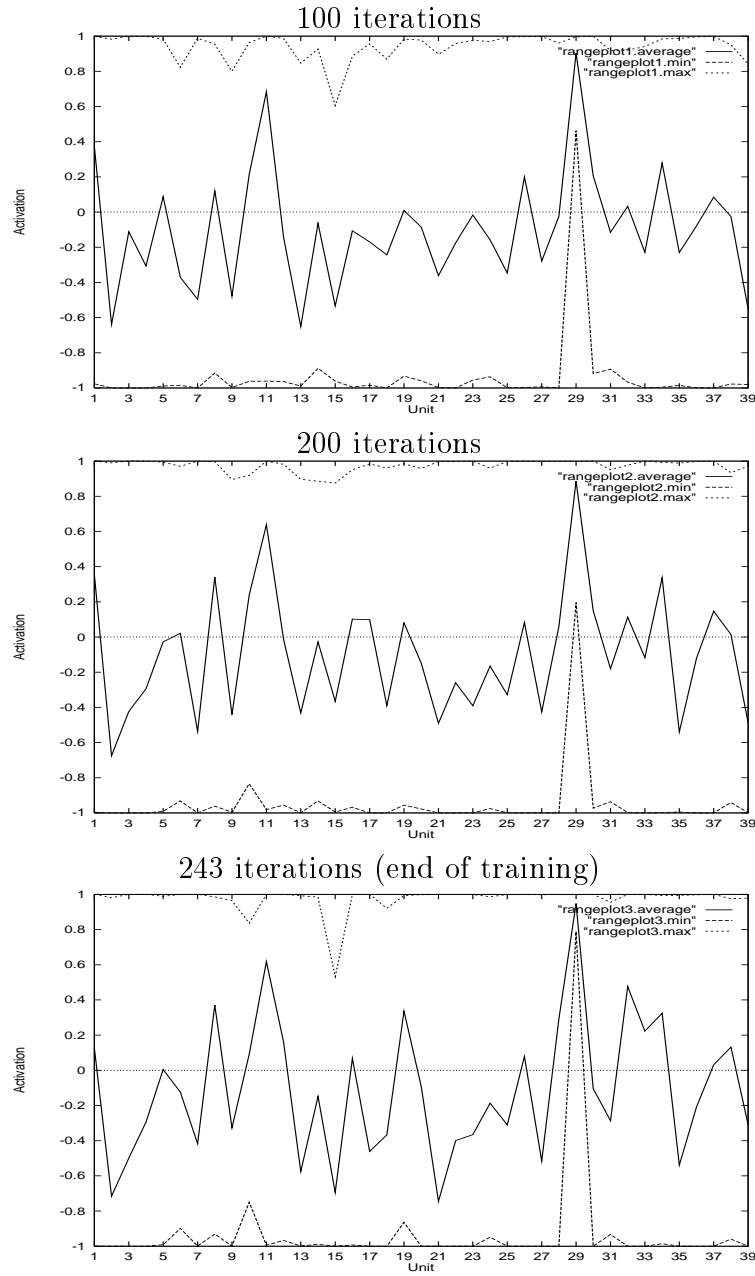 100 iterations
1
0.8
0.6
0.4
0.2
0
-0.2
-0.4
-0.6
-0.8
-1
Activation
"rangeplot1.average"
"rangeplot1.min"
"rangeplot1.max"
1 3 5 7 9 11 13 15 17 19 21 23 25 27 29 31 33 35 37 39
Unit
200 iterations
1
0.8
0.6
0.4
0.2
0
-0.2
-0.4
-0.6
-0.8
-1
Activation
"rangeplot2.average"
"rangeplot2.min"
"rangeplot2.max"
1 3 5 7 9 11 13 15 17 19 21 23 25 27 29 31 33 35 37 39
Unit
243 iterations (end of training)
1
0.8
0.6
0.4
0.2
0
-0.2
-0.4
-0.6
-0.8
-1
Activation
"rangeplot3.average"
"rangeplot3.min"
"rangeplot3.max"
1 3 5 7 9 11 13 15 17 19 21 23 25 27 29 31 33 35 37 39
Unit